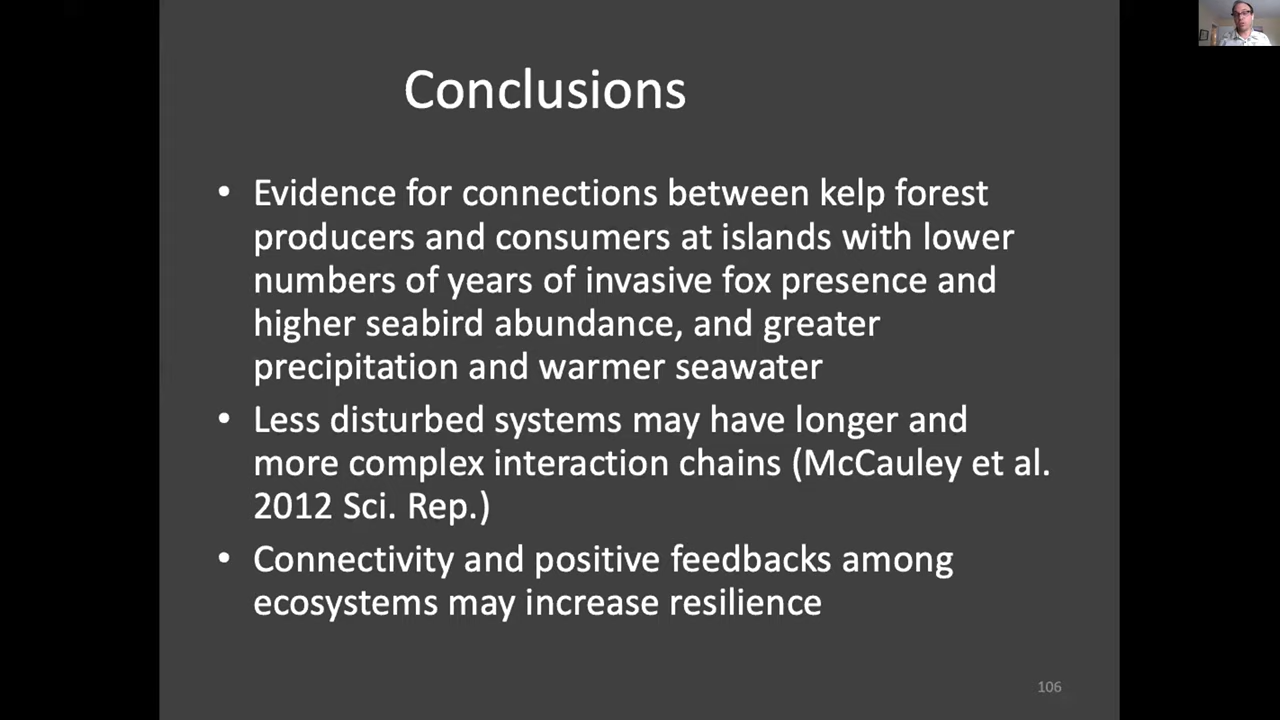 Conclusions
• Evidence for connections between kelp forest
producers and consumers at islands with lower
numbers of years of invasive fox presence and
higher seabird abundance, and greater
precipitation and warmer seawater
• Less disturbed systems may have longer and
more complex interaction chains (McCauley et al.
2012 Sci. Rep.)
• Connectivity and positive feedbacks among
ecosystems may increase resilience
106